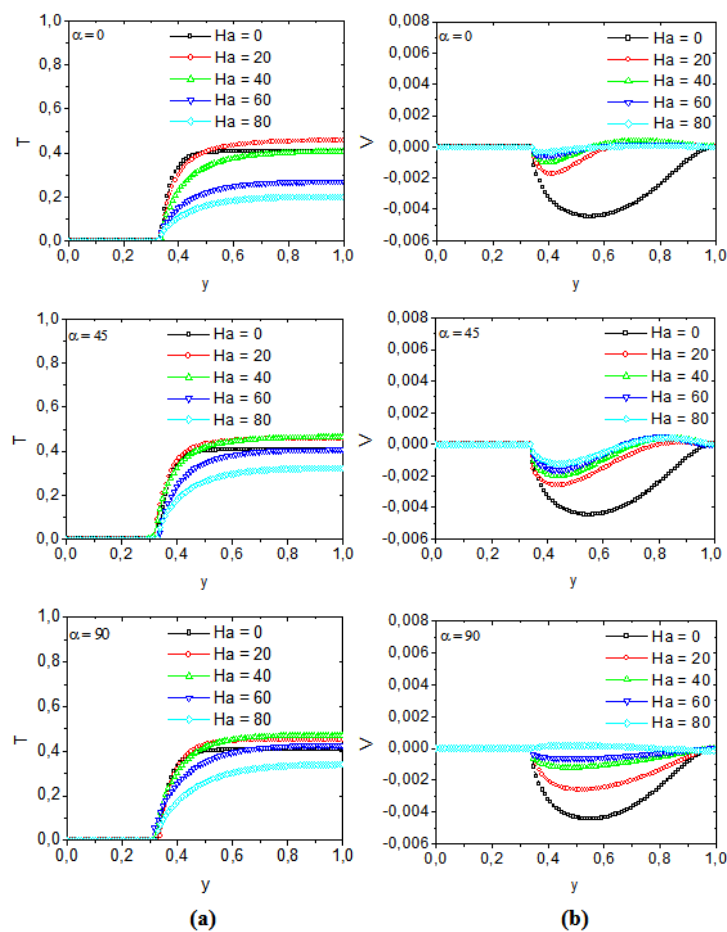 α=0
Ha = 0
Ha = 20
Ha = 40
Ha = 60
Ha = 80
T
1,0
0,8
0,6
0,4
0,2
0,0
0,0 0,2 0,4 0,6 0,8 1,0
y
α=0
Ha = 0
Ha = 20
Ha = 40
Ha = 60
Ha = 80
V
0,008
0,006
0,004
0,002
0,000
-0,002
-0,004
-0,006
0,0 0,2 0,4 0,6 0,8 1,0
y
α=45
Ha = 0
Ha = 20
Ha = 40
Ha = 60
Ha = 80
T
1,0
0,8
0,6
0,4
0,2
0,0
0,0 0,2 0,4 0,6 0,8 1,0
y
α=45
Ha = 0
Ha = 20
Ha = 40
Ha = 60
Ha = 80
V
0,008
0,006
0,004
0,002
0,000
-0,002
-0,004
-0,006
0,0 0,2 0,4 0,6 0,8 1,0
y
α=90
Ha = 0
Ha = 20
Ha = 40
Ha = 60
Ha = 80
T
1,0
0,8
0,6
0,4
0,2
0,0
0,0 0,2 0,4 0,6 0,8 1,0
y
α=90
Ha = 0
Ha = 20
Ha = 40
Ha = 60
Ha = 80
V
0,008
0,006
0,004
0,002
0,000
-0,002
-0,004
-0,006
0,0 0,2 0,4 0,6 0,8 1,0
y
(a)
(b)